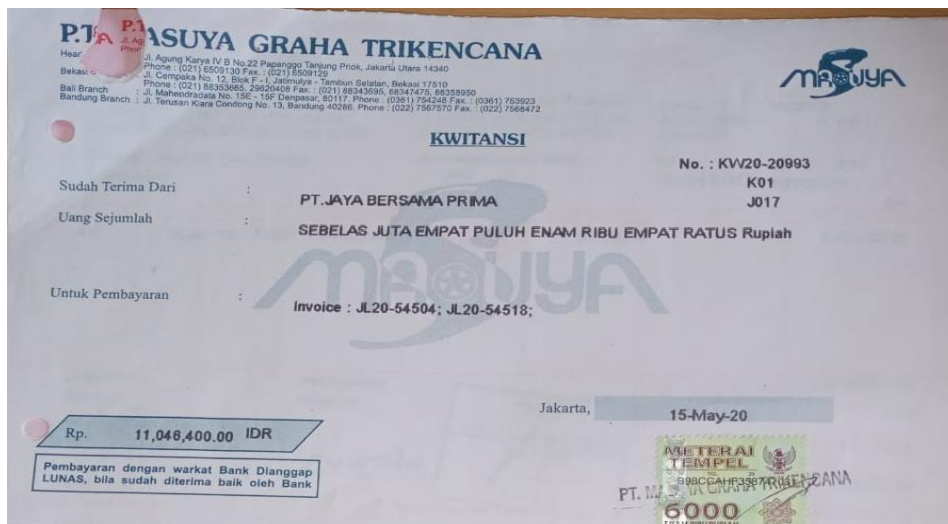 P.T. MASUYA GRAHA TRIKENCANA
Jl. Agung Karya IV B No.22 Papanggo Tanjung Priok, Jakarta Utara 14340
Phone : (021) 6509130 Fax. : (021) 6509129
Jl. Cempaka No. 12, Blok F - I, Jatimulya - Tambun Selatan, Bekasi 17510
Phone : (021) 88353665, 29620406 Fax. : (021) 88343695, 88347475, 88358950
Bali Branch : Jl. Mahendradata No. 15E - 15F Denpasar, 80117. Phone : (0361) 754248 Fax. : (0361) 753923
Bandung Branch : Jl. Terusan Kiara Condong No. 13, Bandung 40286. Phone : (022) 7567570 Fax. : (022) 7568472
MASUYA
KWITANSI
No. : KW20-20993
K01
Sudah Terima Dari : PT.JAYA BERSAMA PRIMA
J017
Uang Sejumlah : SEBELAS JUTA EMPAT PULUH ENAM RIBU EMPAT RATUS Rupiah
MASUYA
Untuk Pembayaran : Invoice : JL20-54504; JL20-54518;
Jakarta, 15-May-20
Rp. 11,046,400.00 IDR
Pembayaran dengan warkat Bank Dianggap
LUNAS, bila sudah diterima baik oleh Bank
METERAI
TEMPEL
PT. GRAHA TRIKENCANA
6000